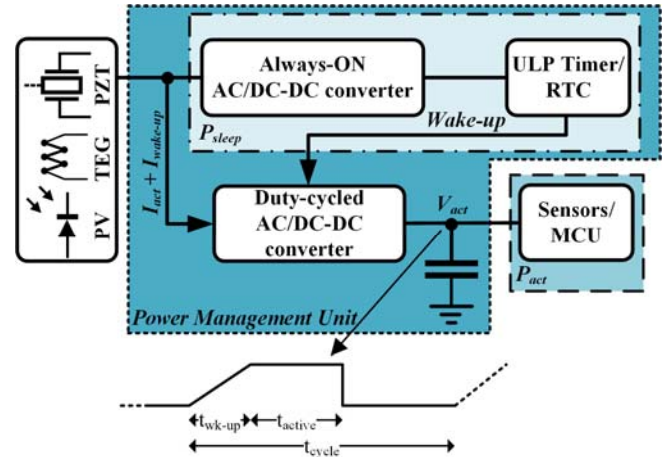 Always-ON
AC/DC-DC converter
ULP Timer/
RTC
P_sleep
Wake-up
PZT
TEG
PV
I_act + I_wake-up
Duty-cycled
AC/DC-DC
converter
V_act
Sensors/
MCU
P_act
Power Management Unit
t_wk-up
t_active
t_cycle